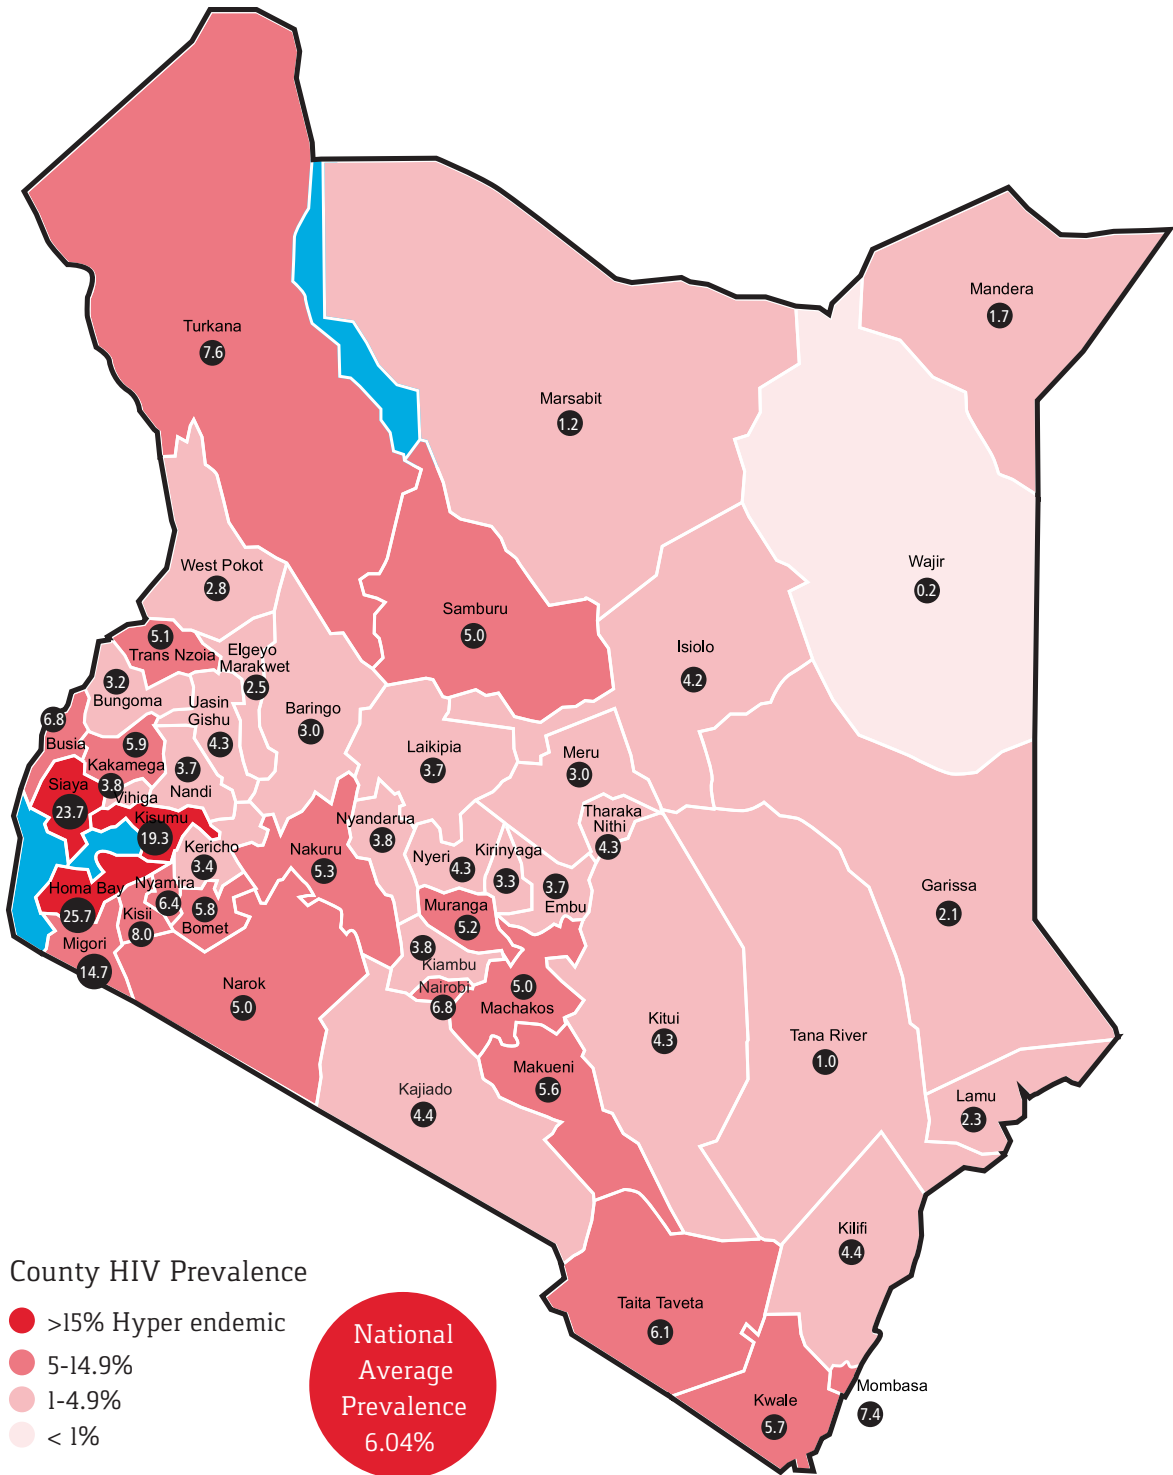 Mandera
1.7
Turkana
7.6
Marsabit
1.2
Wajir
0.2
West Pokot
2.8
Samburu
5.0
5.1
Trans Nzoia
Elgeyo
Marakwet
2.5
Isiolo
4.2
3.2
Bungoma
Uasin
Gishu
4.3
Baringo
3.0
6.8
Busia
5.9
Kakamega
3.7
Nandi
Laikipia
3.7
Meru
3.0
Siaya
23.7
3.8
Vihiga
Kisumu
19.3
Kericho
3.4
Nyandarua
3.8
Tharaka
Nithi
4.3
Nakuru
5.3
Nyeri
4.3
Kirinyaga
3.3
3.7
Embu
Homa Bay
25.7
Nyamira
6.4
Kisii
8.0
5.8
Bomet
Muranga
5.2
Garissa
2.1
Migori
14.7
3.8
Kiambu
Narok
5.0
Nairobi
6.8
5.0
Machakos
Kitui
4.3
Tana River
1.0
Makueni
5.6
Kajiado
4.4
Lamu
2.3
Kilifi
4.4
Taita Taveta
6.1
Kwale
5.7
Mombasa
7.4
County HIV Prevalence
>15% Hyper endemic
5-14.9%
1-4.9%
< 1%
National
Average
Prevalence
6.04%